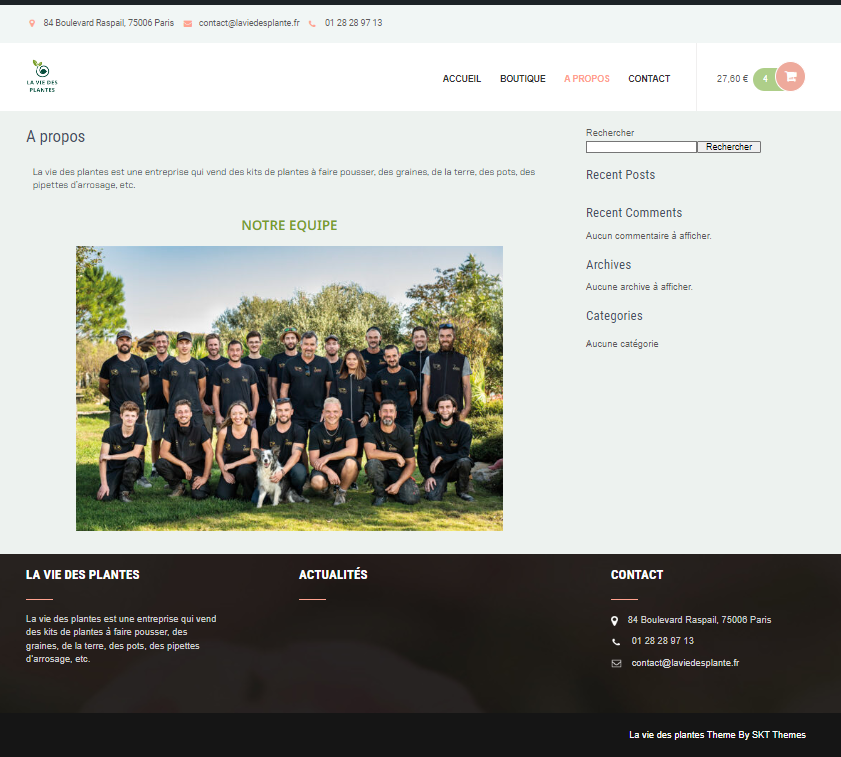 84 Boulevard Raspail, 75006 Paris contact@laviedesplante.fr 01 28 28 97 13
LA VIE DES
PLANTES
ACCUEIL BOUTIQUE A PROPOS CONTACT 27,60 € 4
A propos
La vie des plantes est une entreprise qui vend des kits de plantes à faire pousser, des graines, de la terre, des pots, des
pipettes d'arrosage, etc.
NOTRE EQUIPE
Rechercher
Rechercher
Recent Posts
Recent Comments
Aucun commentaire à afficher.
Archives
Aucune archive à afficher.
Categories
Aucune catégorie
LA VIE DES PLANTES
La vie des plantes est une entreprise qui vend
des kits de plantes à faire pousser, des
graines, de la terre, des pots, des pipettes
d'arrosage, etc.
ACTUALITÉS
CONTACT
84 Boulevard Raspail, 75006 Paris
01 28 28 97 13
contact@laviedesplante.fr
La vie des plantes Theme By SKT Themes